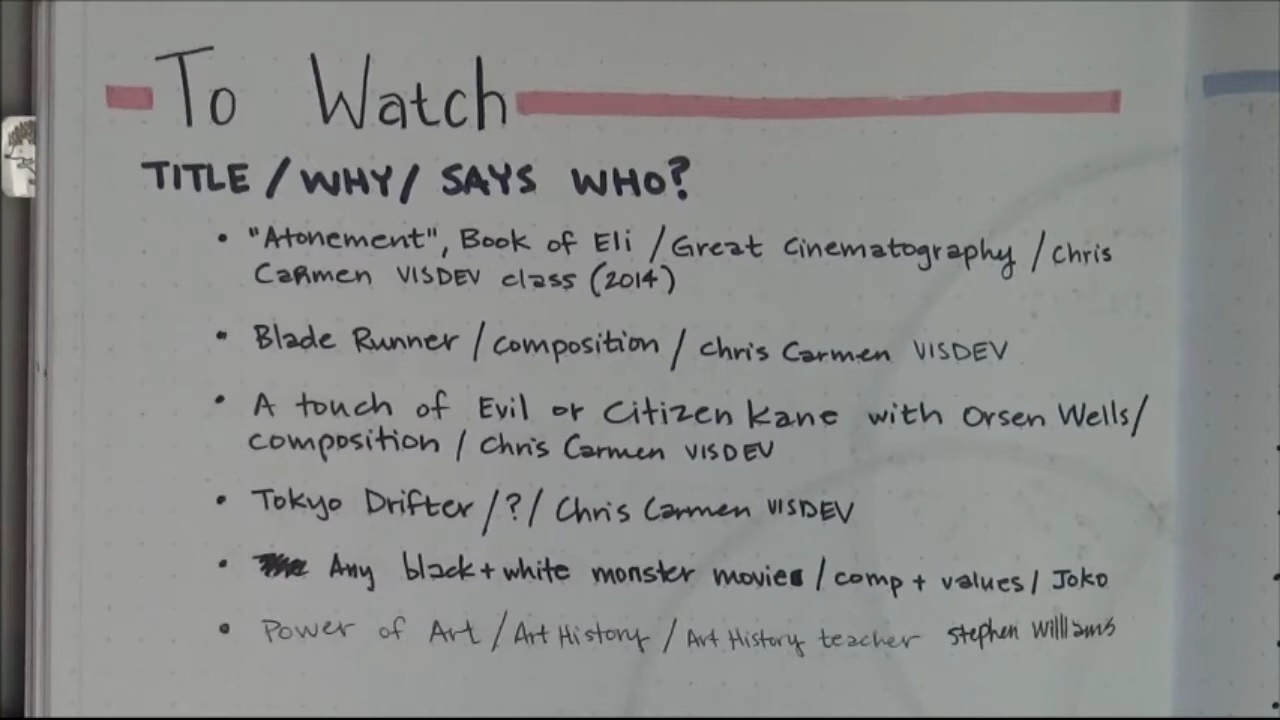 To Watch
TITLE / WHY / SAYS WHO?
• "Atonement", Book of Eli / Great Cinematography / Chris
Carmen VISDEV class (2014)
• Blade Runner / composition / Chris Carmen VISDEV
• A touch of Evil or Citizen Kane with Orsen Wells/
composition / Chris Carmen VISDEV
• Tokyo Drifter /?/ Chris Carmen VISDEV
• Any black + white monster movies / comp + values / Joko
• Power of Art / Art History / Art History teacher Stephen Williams